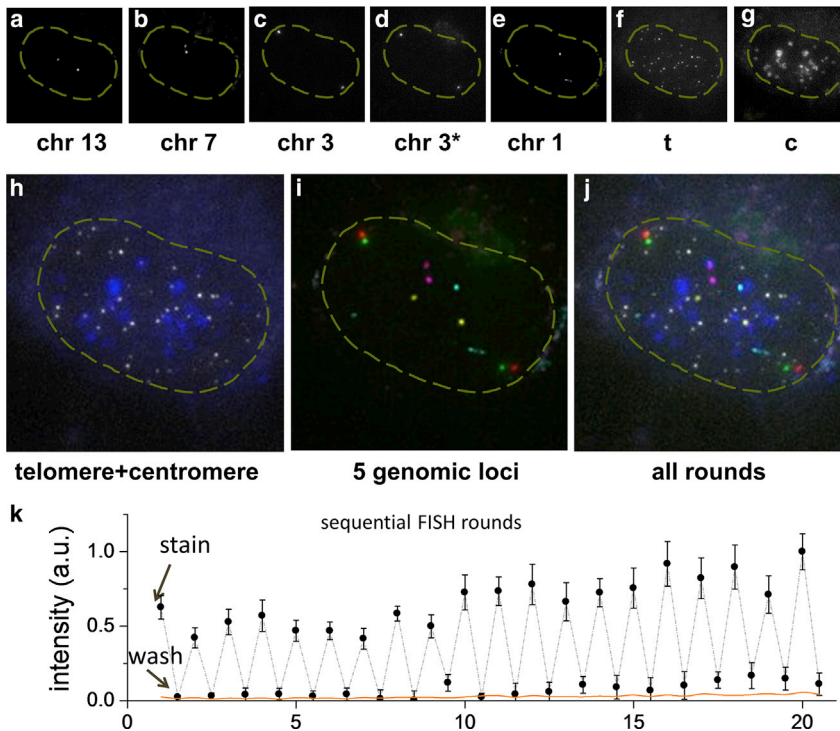 a b c d e f g
chr 13 chr 7 chr 3 chr 3* chr 1 t c
h i j
telomere+centromere 5 genomic loci all rounds
k
sequential FISH rounds
stain
wash
intensity (a.u.)
1.0
0.5
0.0
0 5 10 15 20